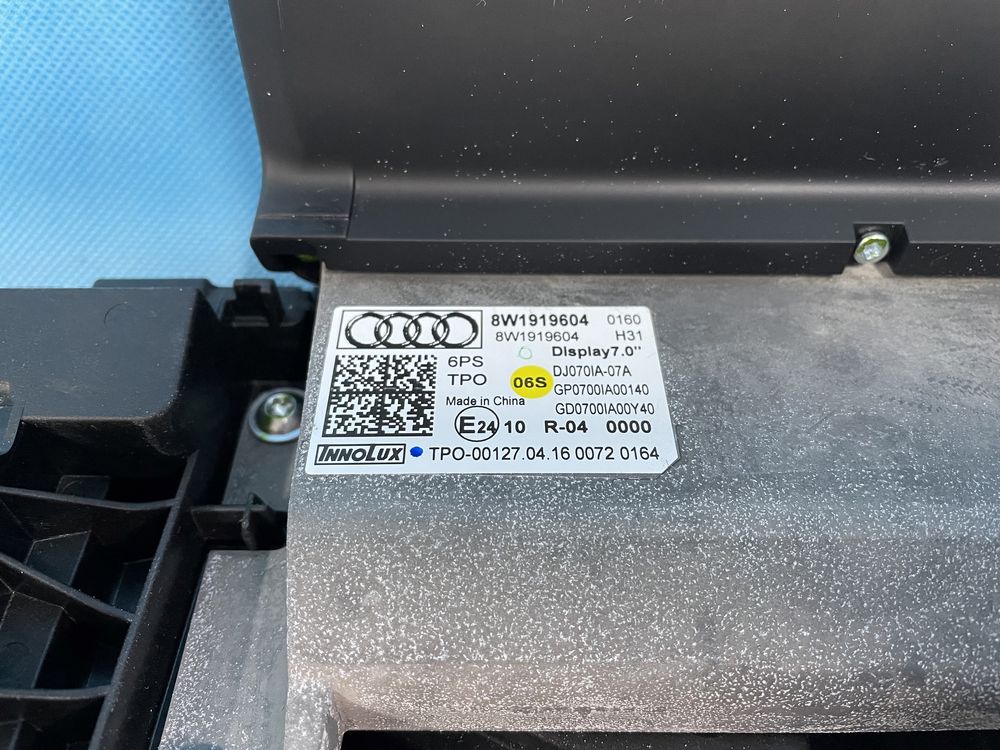 8W1919604 0160
8W1919604 H31
Display7.0"
6PS
TPO
06S
DJ070IA-07A
GP0700IA00140
Made in China
GD0700IA00Y40
E24 10 R-04 0000
INNOLUX TPO-00127.04.16 0072 0164